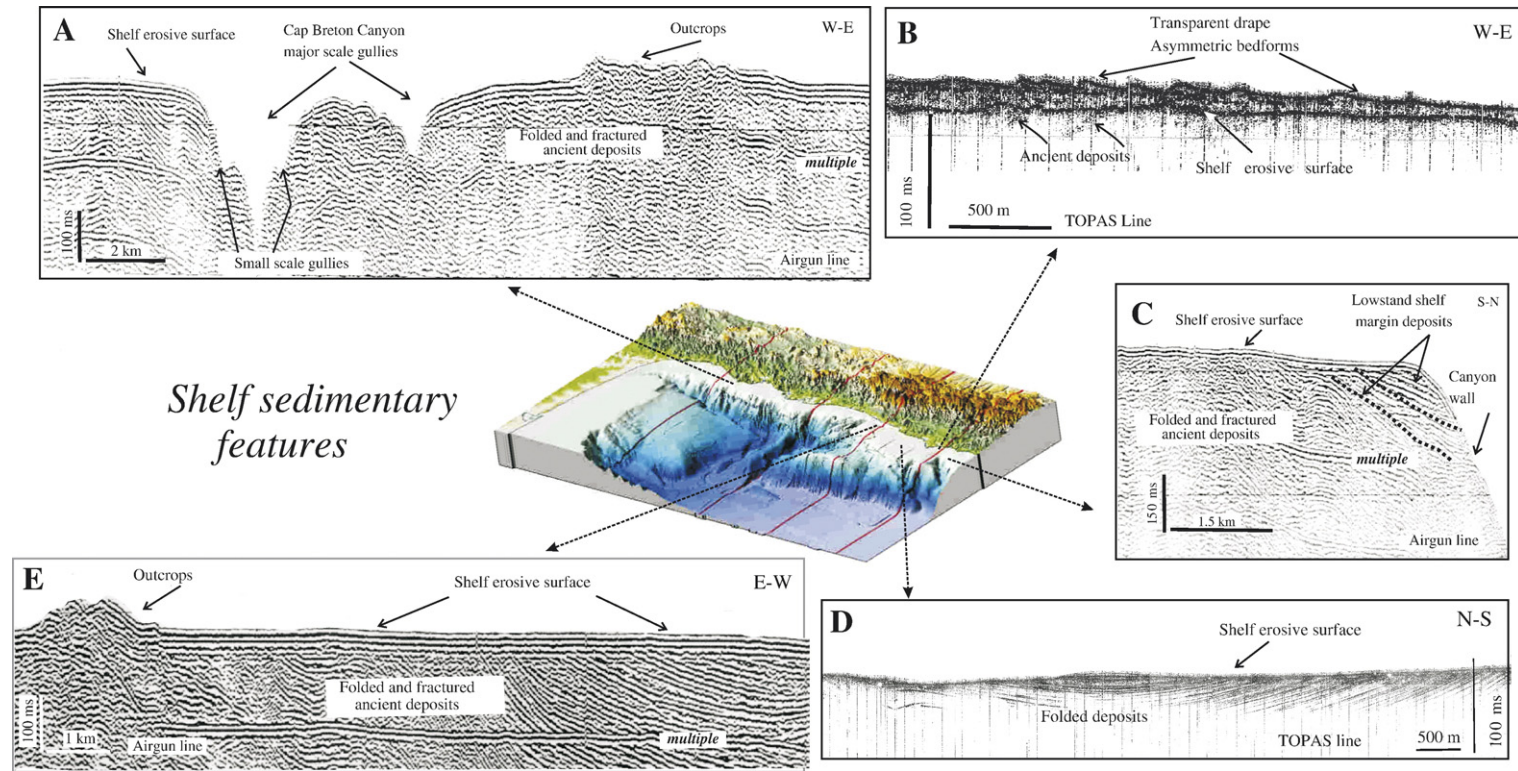 A
Shelf erosive surface
Cap Breton Canyon
major scale gullies
Outcrops
W-E
Folded and fractured
ancient deposits
multiple
100 ms
2 km
Small scale gullies
Airgun line
B
Transparent drape
Asymmetric bedforms
W-E
Ancient deposits
Shelf erosive surface
100 ms
500 m
TOPAS Line
Shelf sedimentary
features
C
Shelf erosive surface
Lowstand shelf
margin deposits
S-N
Canyon
wall
Folded and fractured
ancient deposits
multiple
150 ms
1.5 km
Airgun line
E
Outcrops
Shelf erosive surface
E-W
Folded and fractured
ancient deposits
100 ms
1 km
Airgun line
multiple
D
Shelf erosive surface
N-S
Folded deposits
TOPAS line
500 m
100 ms